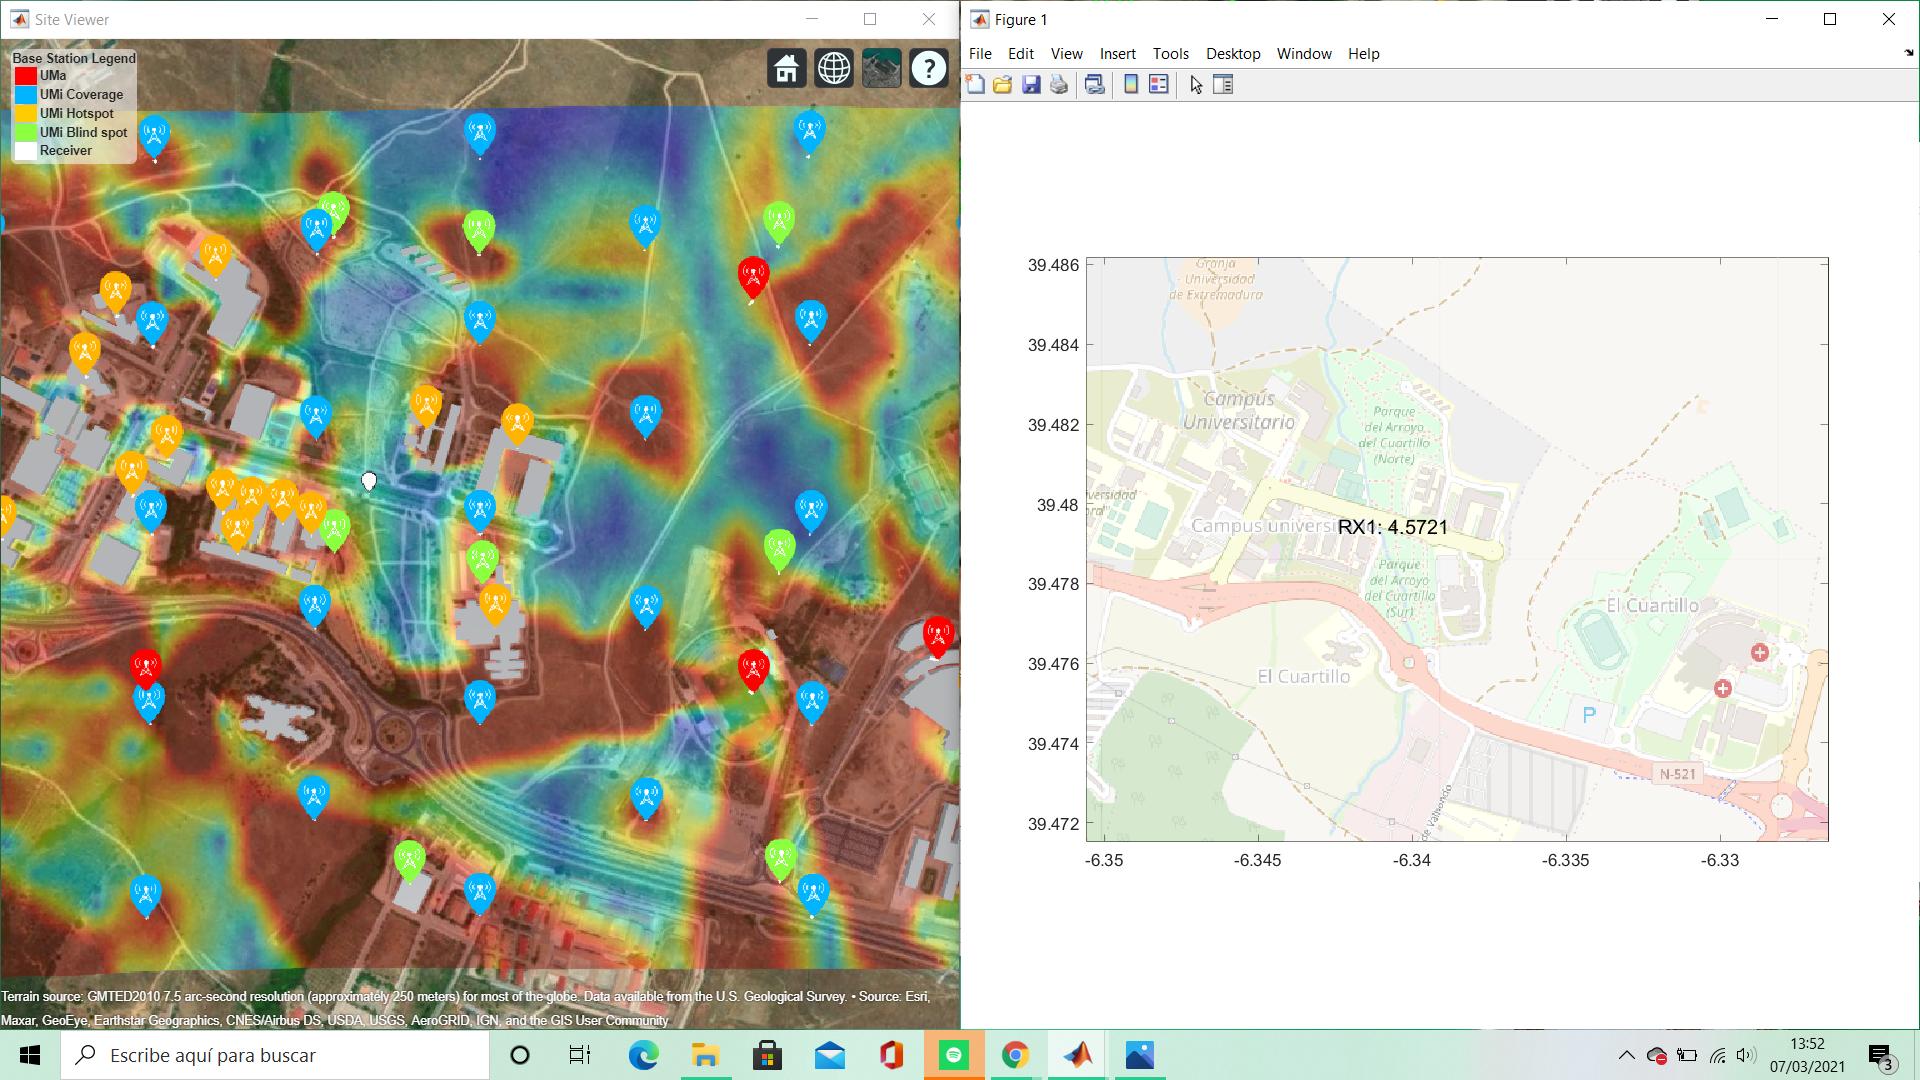 Site Viewer
Base Station Legend
UMa
UMi Coverage
UMi Hotspot
UMi Blind spot
Receiver
?
Terrain source: GMTED2010 7.5 arc-second resolution (approximately 250 meters) for most of the globe. Data available from the U.S. Geological Survey. • Source: Esri,
Maxar, GeoEye, Earthstar Geographics, CNES/Airbus DS, USDA, USGS, AeroGRID, IGN, and the GIS User Community
Figure 1
File Edit View Insert Tools Desktop Window Help
39.486
39.484
39.482
39.48
39.478
39.476
39.474
39.472
-6.35 -6.345 -6.34 -6.335 -6.33
Granja
Universidad
de Extremadura
Campus
Universitario
Parque
del Arroyo
del Cuartillo
(Norte)
Campus universi
RX1: 4.5721
Parque
del Arroyo
del Cuartillo
(Sur)
El Cuartillo
El Cuartillo
P
N-521
Escribe aquí para buscar
13:52
07/03/2021
3